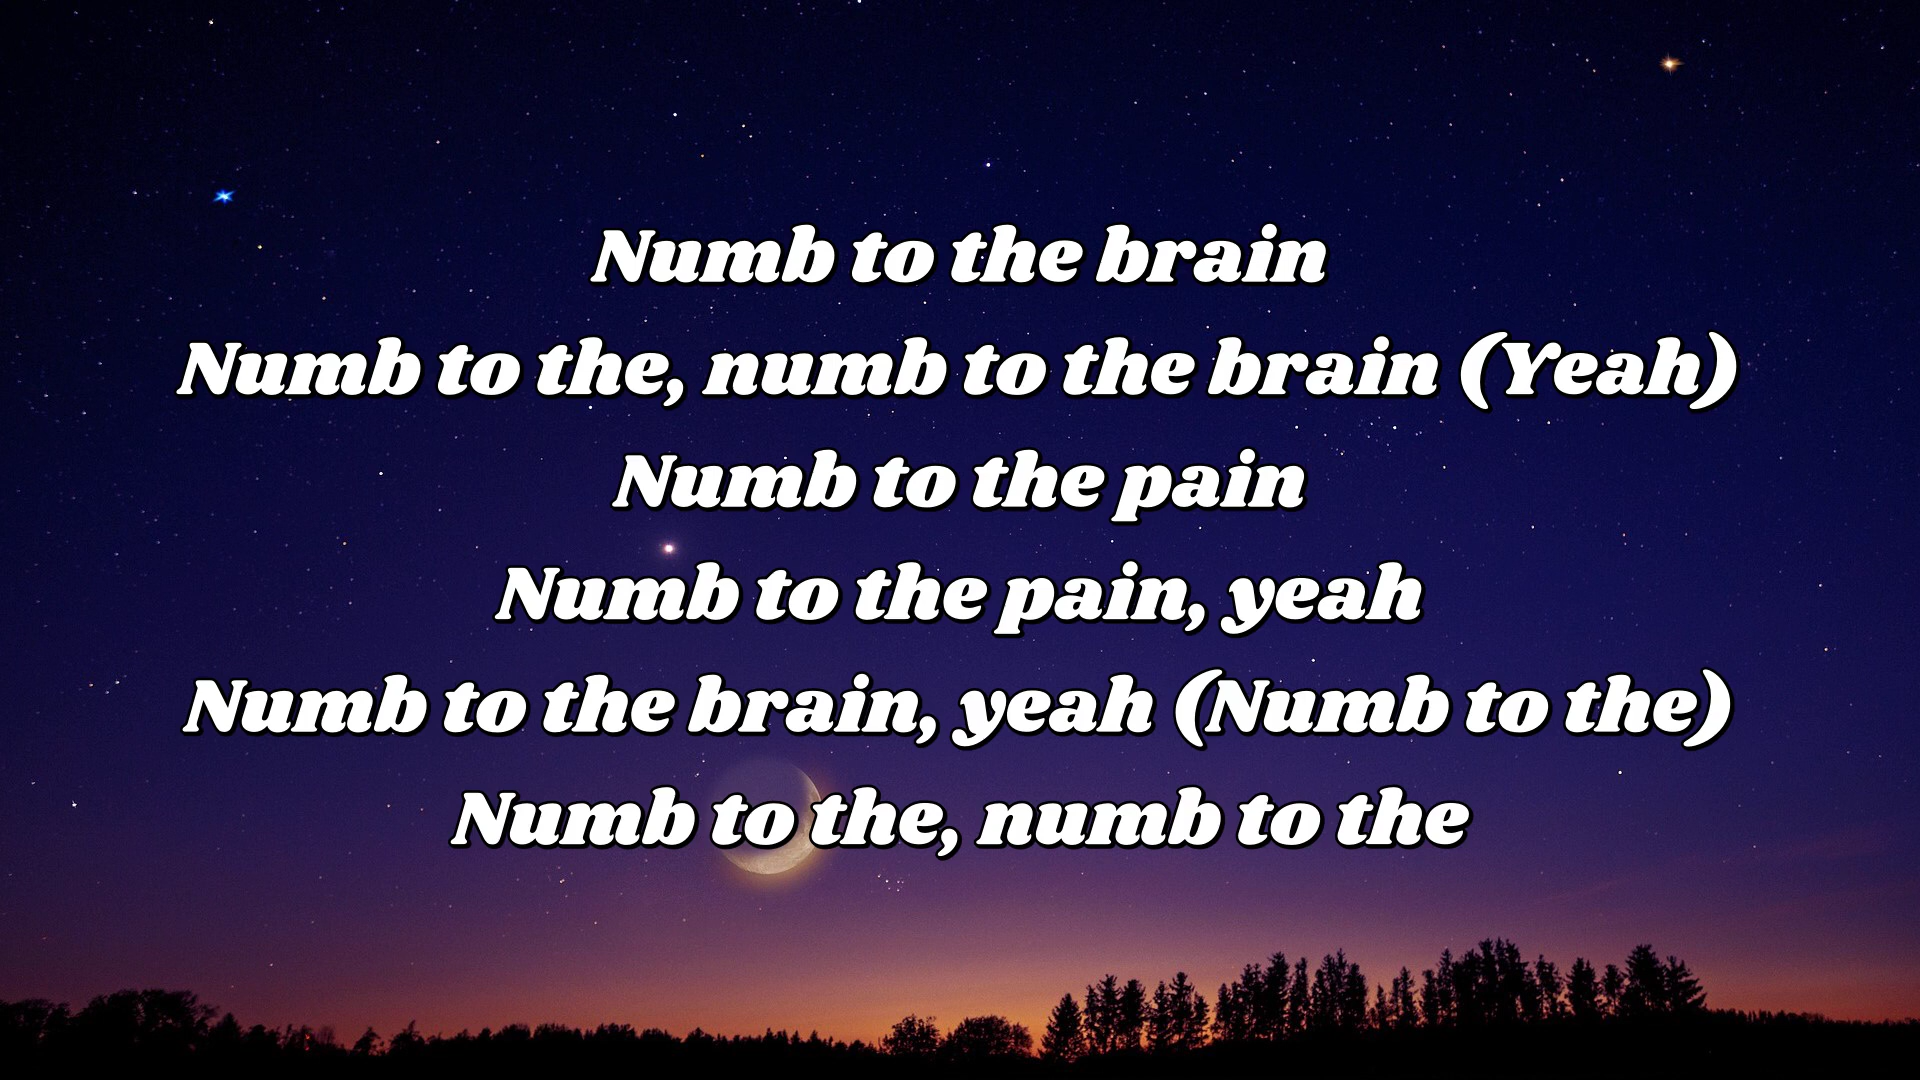 Numb to the brain
Numb to the, numb to the brain (Yeah)
Numb to the pain
Numb to the pain, yeah
Numb to the brain, yeah (Numb to the)
Numb to the, numb to the